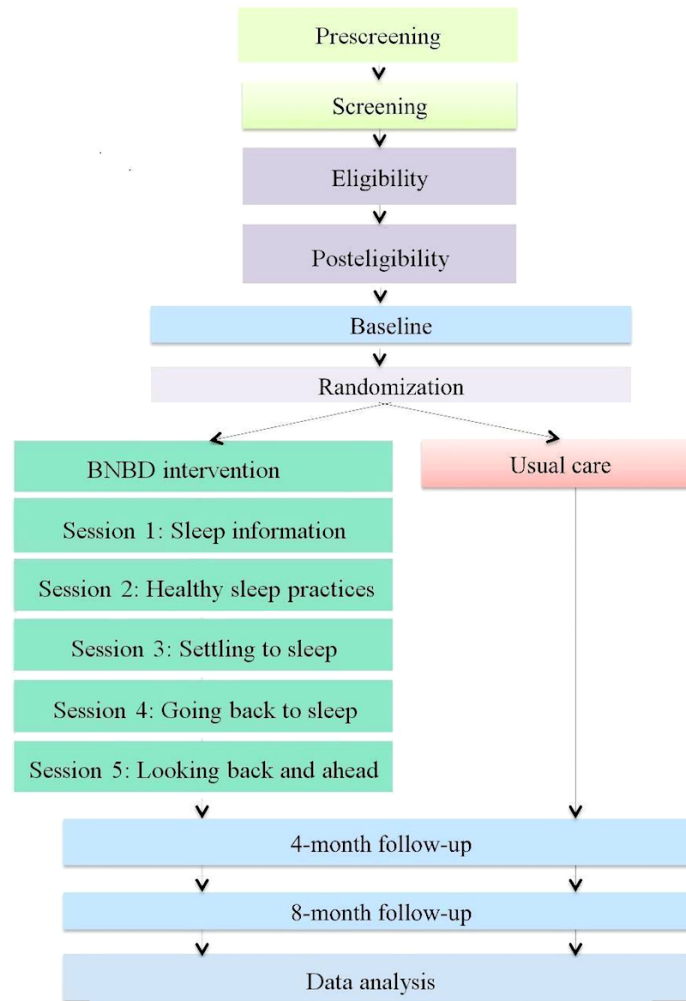 Prescreening
Screening
Eligibility
Posteligibility
Baseline
Randomization
BNBD intervention
Usual care
Session 1: Sleep information
Session 2: Healthy sleep practices
Session 3: Settling to sleep
Session 4: Going back to sleep
Session 5: Looking back and ahead
4-month follow-up
8-month follow-up
Data analysis